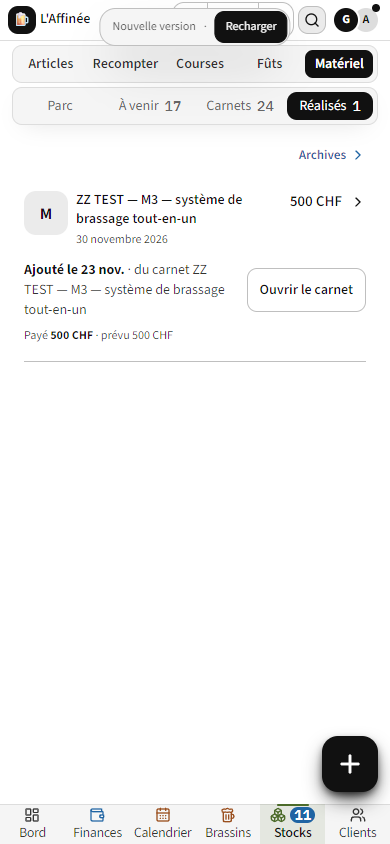 L'Affinée
Nouvelle version · Recharger
G A
Articles Recompter Courses Fûts Matériel
Parc À venir 17 Carnets 24 Réalisés 1
Archives
M
ZZ TEST — M3 — système de
brassage tout-en-un
30 novembre 2026
500 CHF
Ajouté le 23 nov. · du carnet ZZ
TEST — M3 — système de brassage
tout-en-un
Ouvrir le carnet
Payé 500 CHF · prévu 500 CHF
11
Bord Finances Calendrier Brassins Stocks Clients